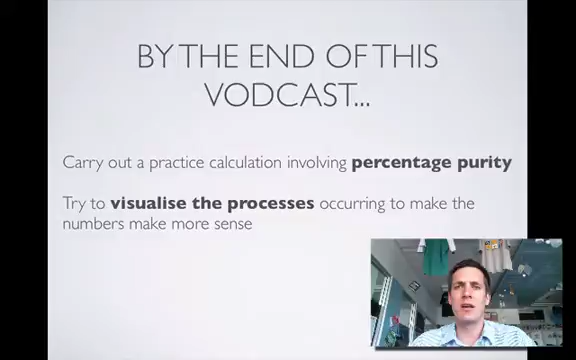 BY THE END OF THIS
VODCAST...
Carry out a practice calculation involving percentage purity
Try to visualise the processes occurring to make the
numbers make more sense